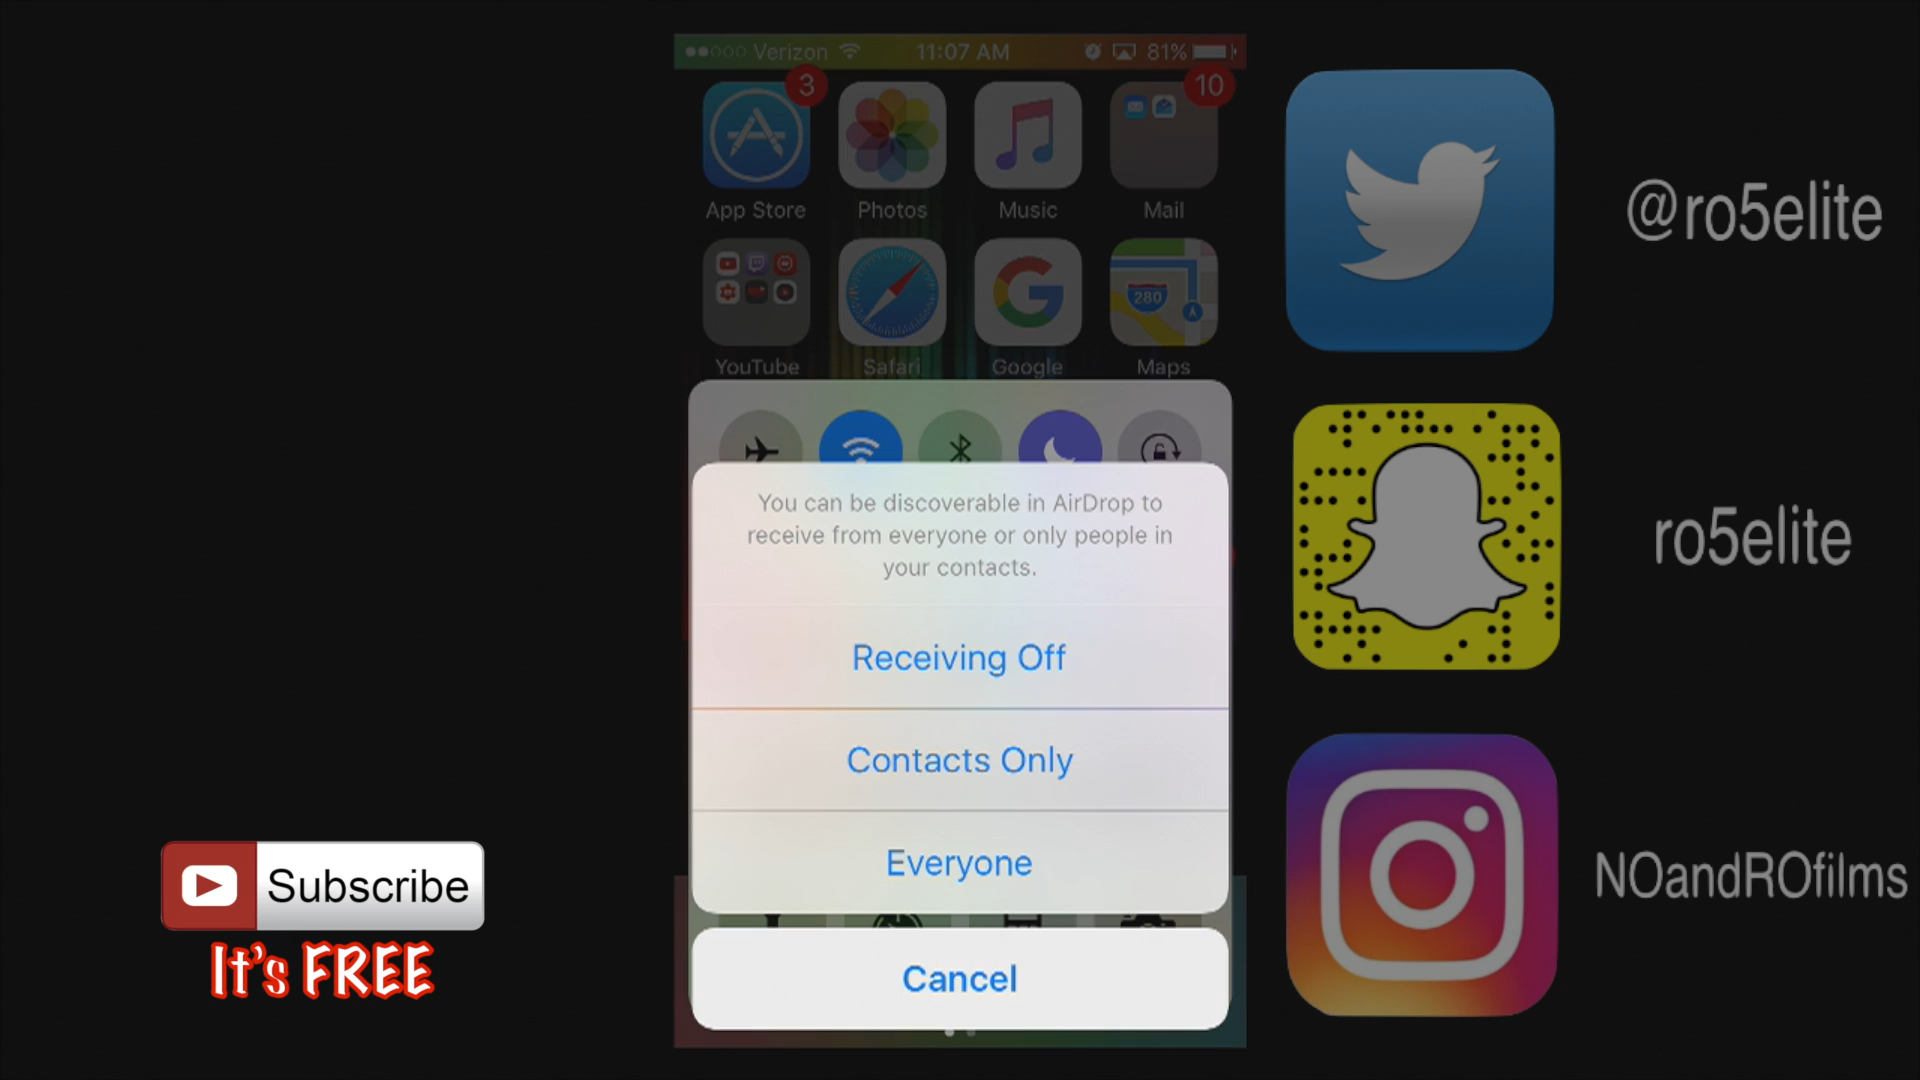 Verizon 11:07 AM 81%
3
10
App Store Photos Music Mail
280
YouTube Safari Google Maps
You can be discoverable in AirDrop to
receive from everyone or only people in
your contacts.
Receiving Off
Contacts Only
Everyone
Cancel
Subscribe
It's FREE
@ro5elite
ro5elite
NOandROfilms